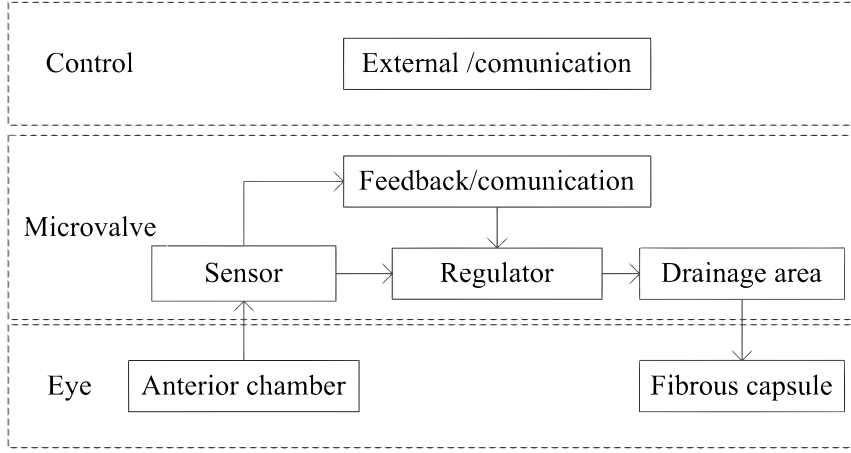 Control
External /comunication
Feedback/comunication
Microvalve
Sensor
Regulator
Drainage area
Eye
Anterior chamber
Fibrous capsule